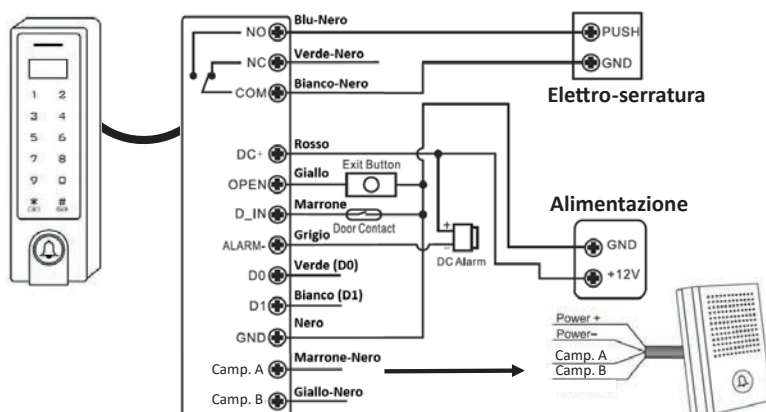 NO Blu-Nero
NC Verde-Nero
COM Bianco-Nero
PUSH
GND
Elettro-serratura
1 2
3 4
5 6
7 8
9 0
* #
DC+ Rosso
OPEN Giallo
Exit Button
D_IN Marrone
Door Contact
ALARM- Grigio
+
−
DC Alarm
D0 Verde (D0)
D1 Bianco (D1)
GND Nero
Camp. A Marrone-Nero
Camp. B Giallo-Nero
Alimentazione
GND
+12V
Power +
Power−
Camp. A
Camp. B